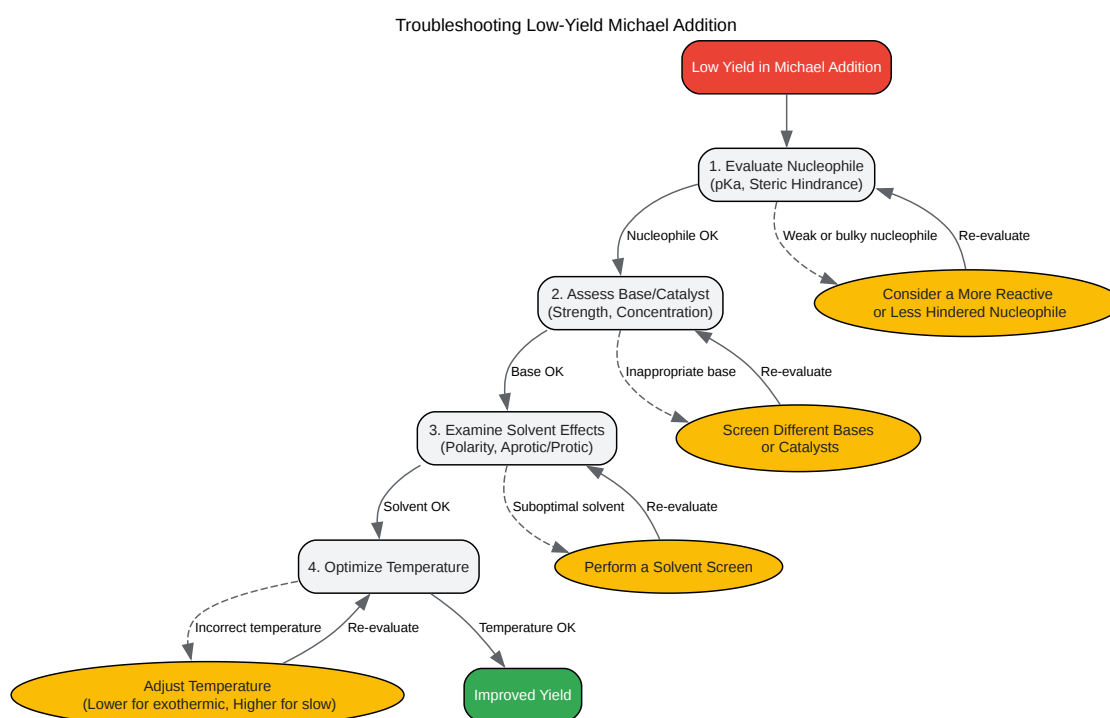 Troubleshooting Low-Yield Michael Addition
Low Yield in Michael Addition
1. Evaluate Nucleophile
(pKa, Steric Hindrance)
Nucleophile OK
Weak or bulky nucleophile
Re-evaluate
2. Assess Base/Catalyst
(Strength, Concentration)
Consider a More Reactive
or Less Hindered Nucleophile
Base OK
Inappropriate base
Re-evaluate
3. Examine Solvent Effects
(Polarity, Aprotic/Protic)
Screen Different Bases
or Catalysts
Solvent OK
Suboptimal solvent
Re-evaluate
4. Optimize Temperature
Perform a Solvent Screen
Incorrect temperature
Re-evaluate
Temperature OK
Adjust Temperature
(Lower for exothermic, Higher for slow)
Improved Yield